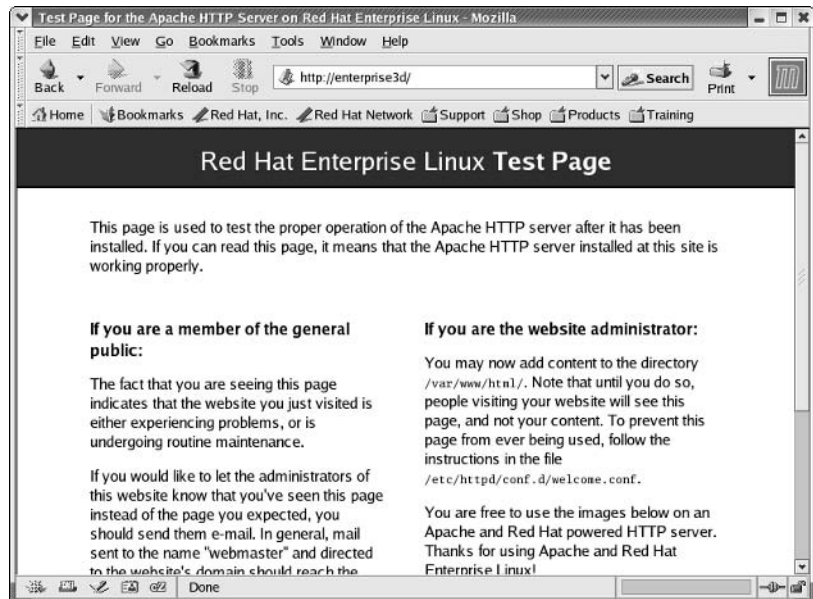 Test Page for the Apache HTTP Server on Red Hat Enterprise Linux - Mozilla
File Edit View Go Bookmarks Tools Window Help
Back Forward Reload Stop http://enterprise3d/ Search Print
Home Bookmarks Red Hat, Inc. Red Hat Network Support Shop Products Training
Red Hat Enterprise Linux Test Page
This page is used to test the proper operation of the Apache HTTP server after it has been
installed. If you can read this page, it means that the Apache HTTP server installed at this site is
working properly.
If you are a member of the general
public:
The fact that you are seeing this page
indicates that the website you just visited is
either experiencing problems, or is
undergoing routine maintenance.
If you would like to let the administrators of
this website know that you've seen this page
instead of the page you expected, you
should send them e-mail. In general, mail
sent to the name "webmaster" and directed
to the website's domain should reach the
If you are the website administrator:
You may now add content to the directory
/var/www/html/. Note that until you do so,
people visiting your website will see this
page, and not your content. To prevent this
page from ever being used, follow the
instructions in the file
/etc/httpd/conf.d/welcome.conf.
You are free to use the images below on an
Apache and Red Hat powered HTTP server.
Thanks for using Apache and Red Hat
Enterprise Linux!
Done